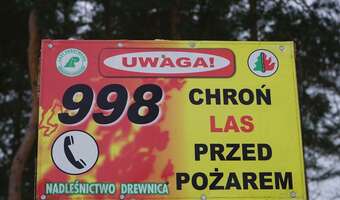 UWAGA!
998
CHROŃ
LAS
PRZED
POŻAREM
NADLEŚNICTWO DREWNICA